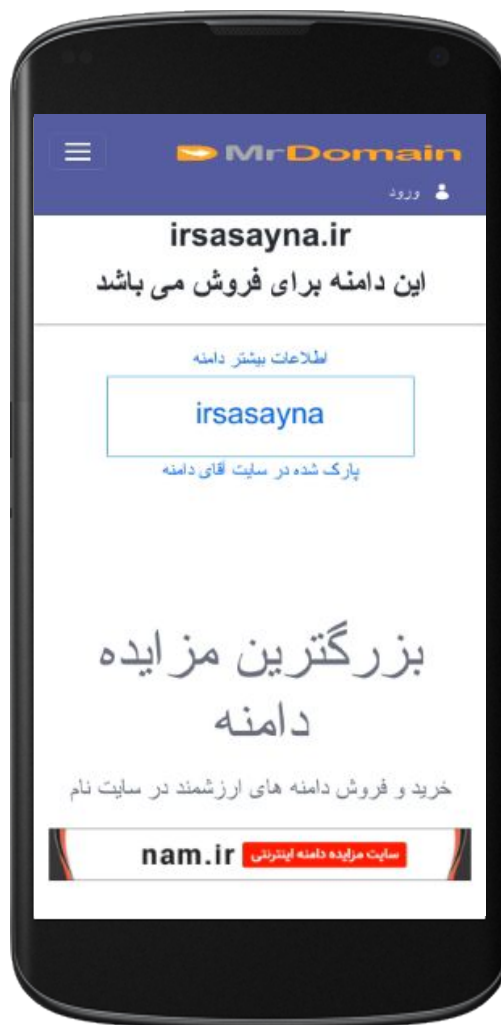 MrDomain
ورود
irsasayna.ir
این دامنه برای فروش می باشد
اطلاعات بیشتر دامنه
irsasayna
پارک شده در سایت آقای دامنه
بزرگترین مزایده
دامنه
خرید و فروش دامنه های ارزشمند در سایت نام
سایت مزایده دامنه اینترنتی nam.ir